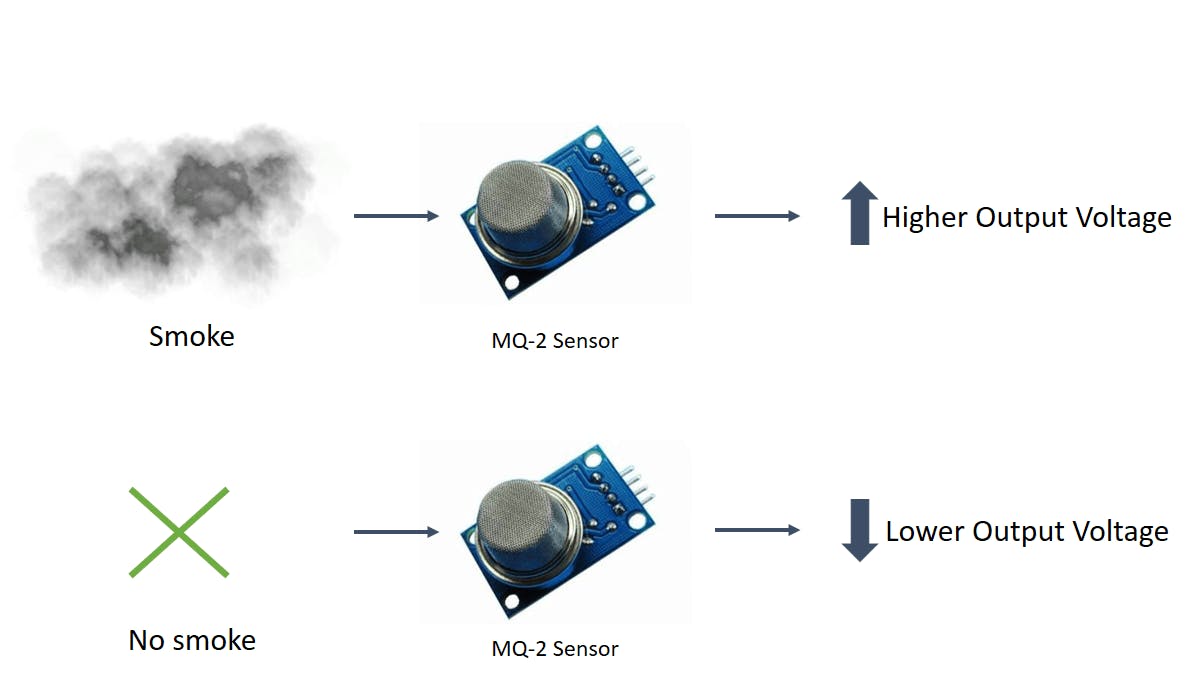 Higher Output Voltage
Smoke
MQ-2 Sensor
Lower Output Voltage
No smoke
MQ-2 Sensor